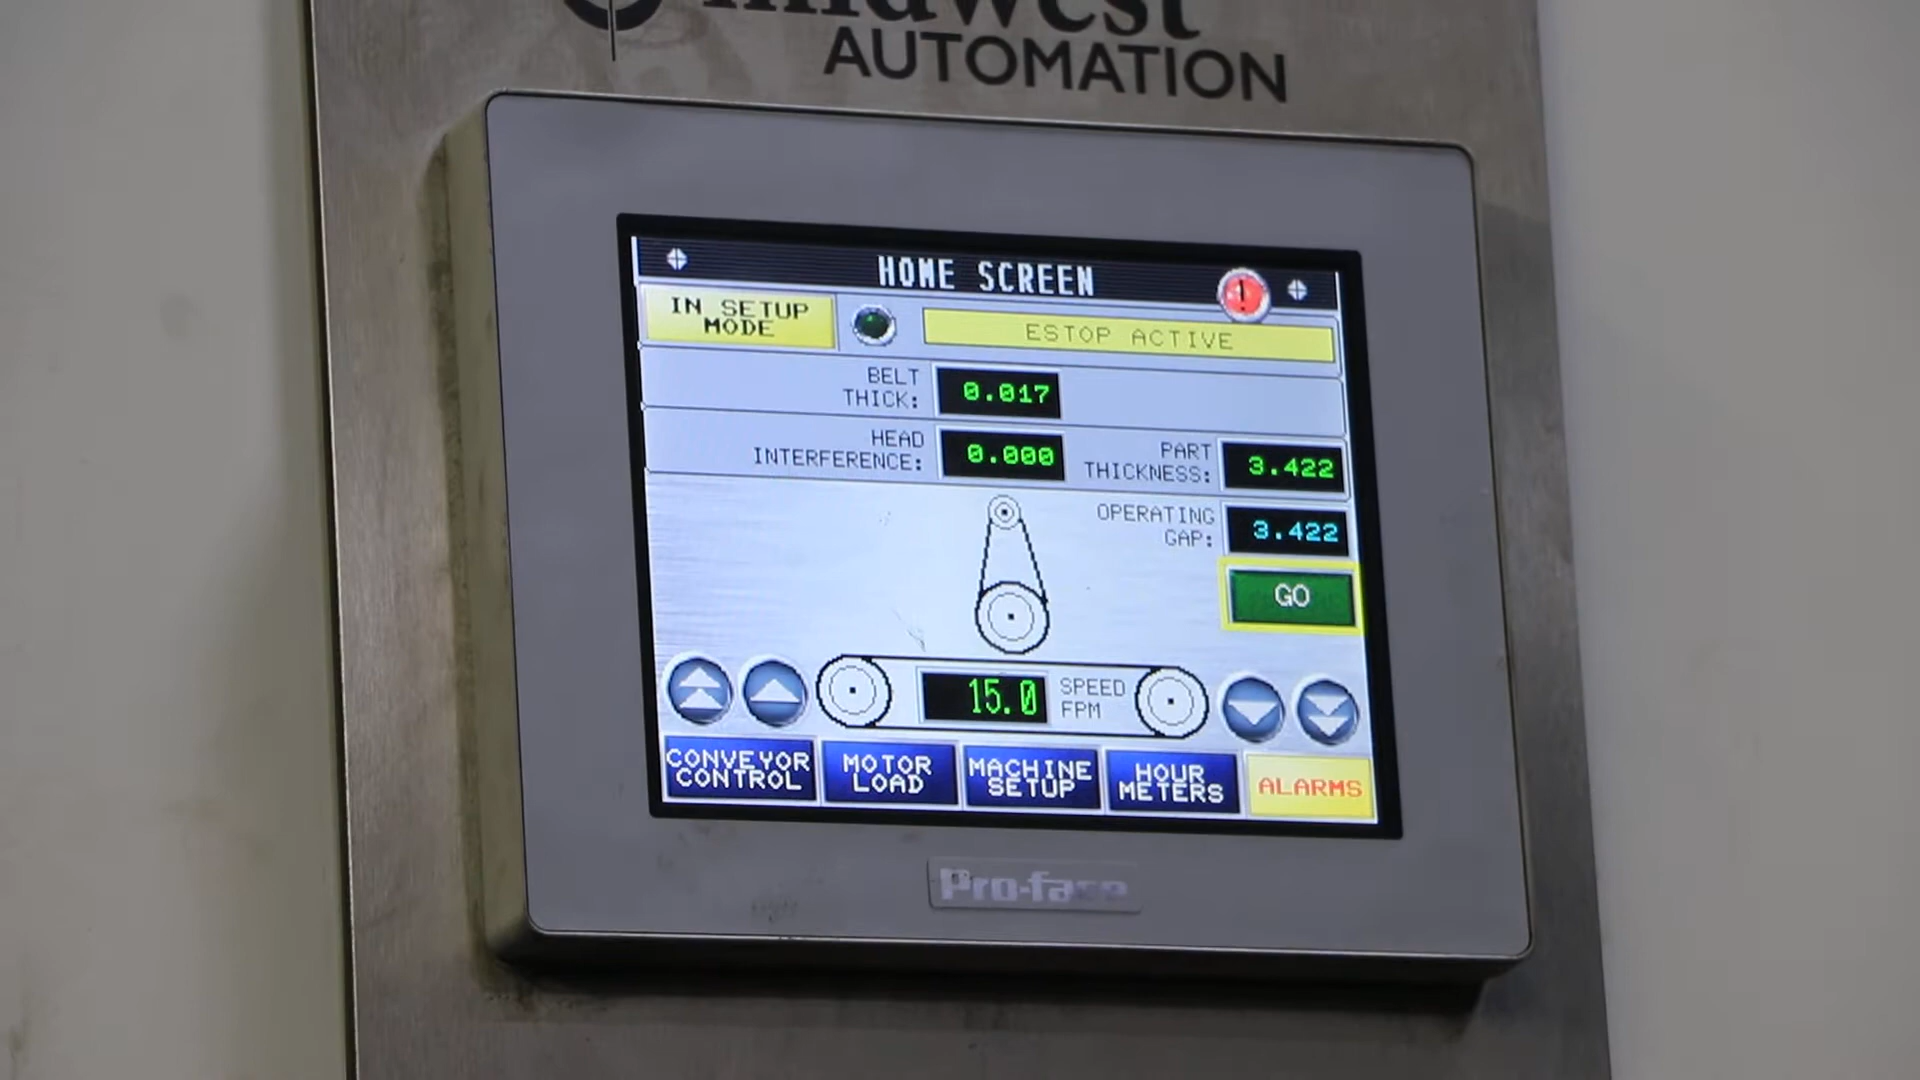 midwest
AUTOMATION
HOME SCREEN
!
IN SETUP
MODE
ESTOP ACTIVE
BELT
THICK:
0.017
HEAD
INTERFERENCE:
0.000
PART
THICKNESS:
3.422
OPERATING
GAP:
3.422
GO
15.0
SPEED
FPM
CONVEYOR
CONTROL
MOTOR
LOAD
MACHINE
SETUP
HOUR
METERS
ALARMS
Pro-face